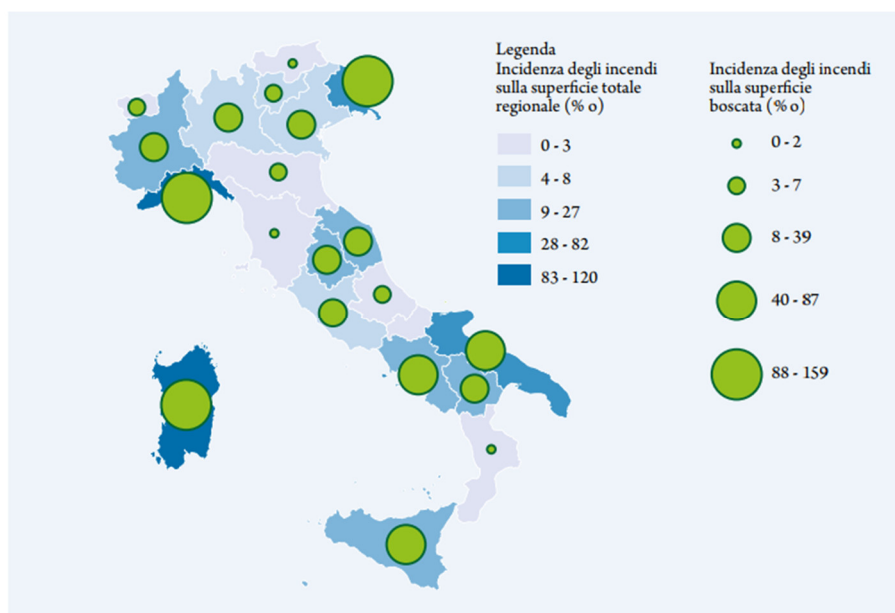 Legenda
Incidenza degli incendi
sulla superficie totale
regionale (% o)
0 - 3
4 - 8
9 - 27
28 - 82
83 - 120
Incidenza degli incendi
sulla superficie
boscata (% o)
0 - 2
3 - 7
8 - 39
40 - 87
88 - 159